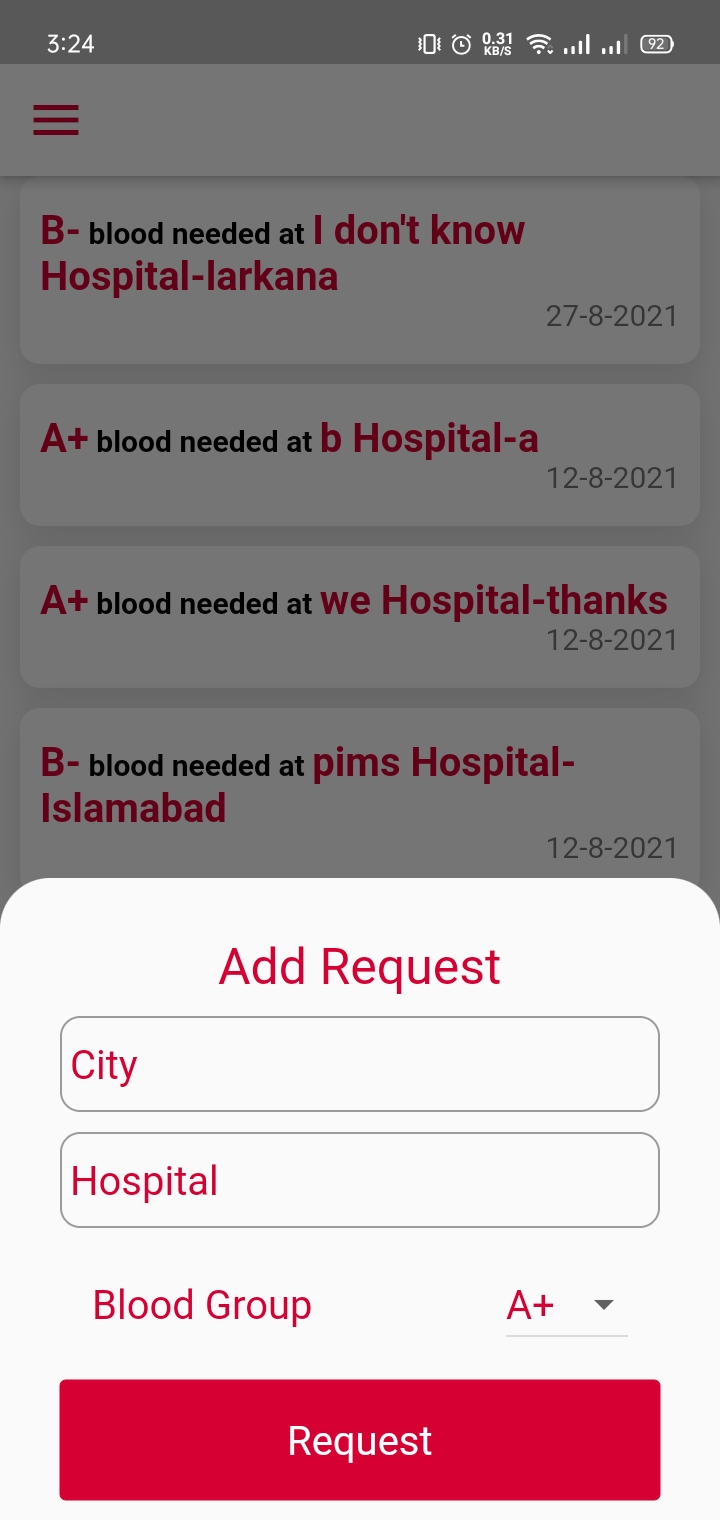 3:24 0.31 KB/S 92
B- blood needed at I don't know
Hospital-larkana
27-8-2021
A+ blood needed at b Hospital-a
12-8-2021
A+ blood needed at we Hospital-thanks
12-8-2021
B- blood needed at pims Hospital-
Islamabad
12-8-2021
Add Request
City
Hospital
Blood Group A+
Request